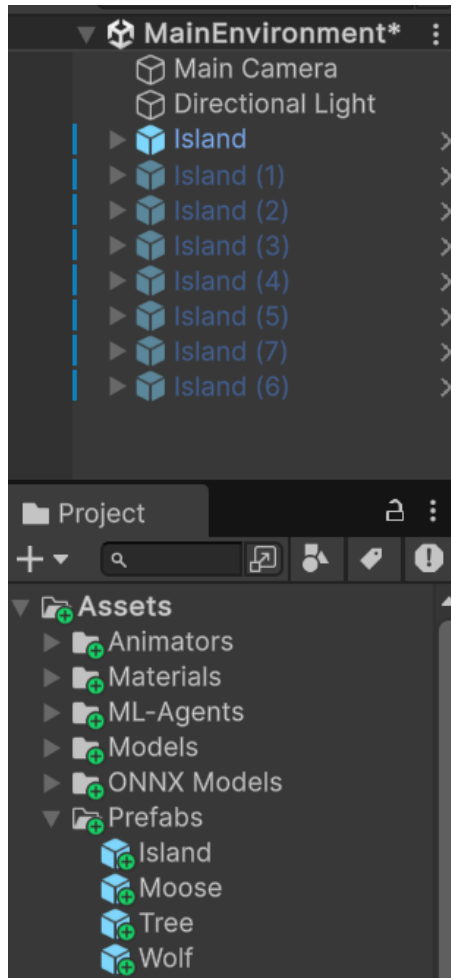 MainEnvironment*
Main Camera
Directional Light
Island
Island (1)
Island (2)
Island (3)
Island (4)
Island (5)
Island (7)
Island (6)
Project
Assets
Animators
Materials
ML-Agents
Models
ONNX Models
Prefabs
Island
Moose
Tree
Wolf